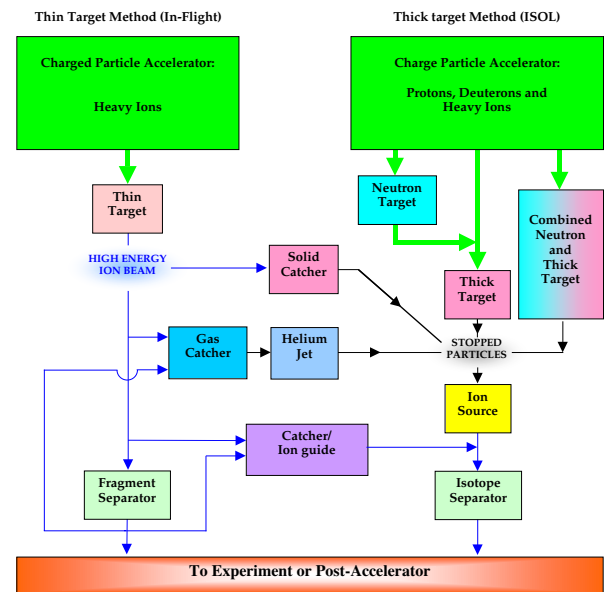 Thin Target Method (In-Flight)
Thick target Method (ISOL)
Charged Particle Accelerator:
Heavy Ions
Charge Particle Accelerator:
Protons, Deuterons and
Heavy Ions
Thin
Target
Neutron
Target
Combined
Neutron
and
Thick
Target
HIGH ENERGY
ION BEAM
Solid
Catcher
Thick
Target
Gas
Catcher
Helium
Jet
STOPPED
PARTICLES
Ion
Source
Catcher/
Ion guide
Fragment
Separator
Isotope
Separator
To Experiment or Post-Accelerator